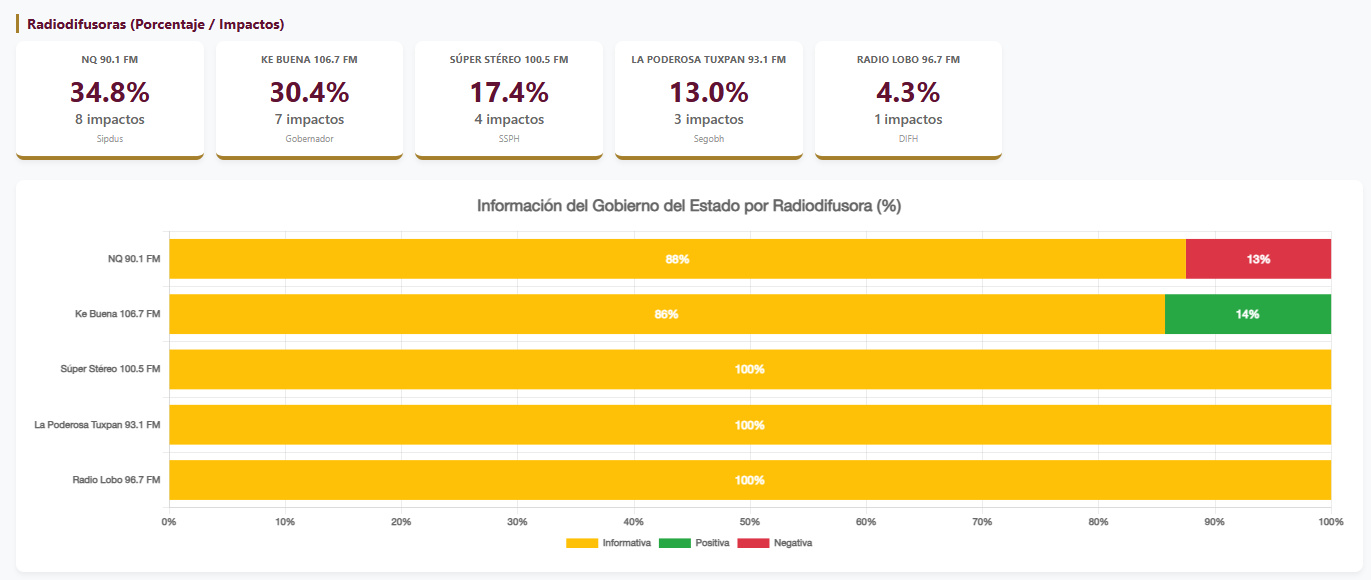 Radiodifusoras (Porcentaje / Impactos)
NQ 90.1 FM
34.8%
8 impactos
Sipdus
KE BUENA 106.7 FM
30.4%
7 impactos
Gobernador
SÚPER STÉREO 100.5 FM
17.4%
4 impactos
SSPH
LA PODEROSA TUXPAN 93.1 FM
13.0%
3 impactos
Segobh
RADIO LOBO 96.7 FM
4.3%
1 impactos
DIFH
Información del Gobierno del Estado por Radiodifusora (%)
NQ 90.1 FM 88% 13%
Ke Buena 106.7 FM 86% 14%
Súper Stéreo 100.5 FM 100%
La Poderosa Tuxpan 93.1 FM 100%
Radio Lobo 96.7 FM 100%
0% 10% 20% 30% 40% 50% 60% 70% 80% 90% 100%
Informativa Positiva Negativa